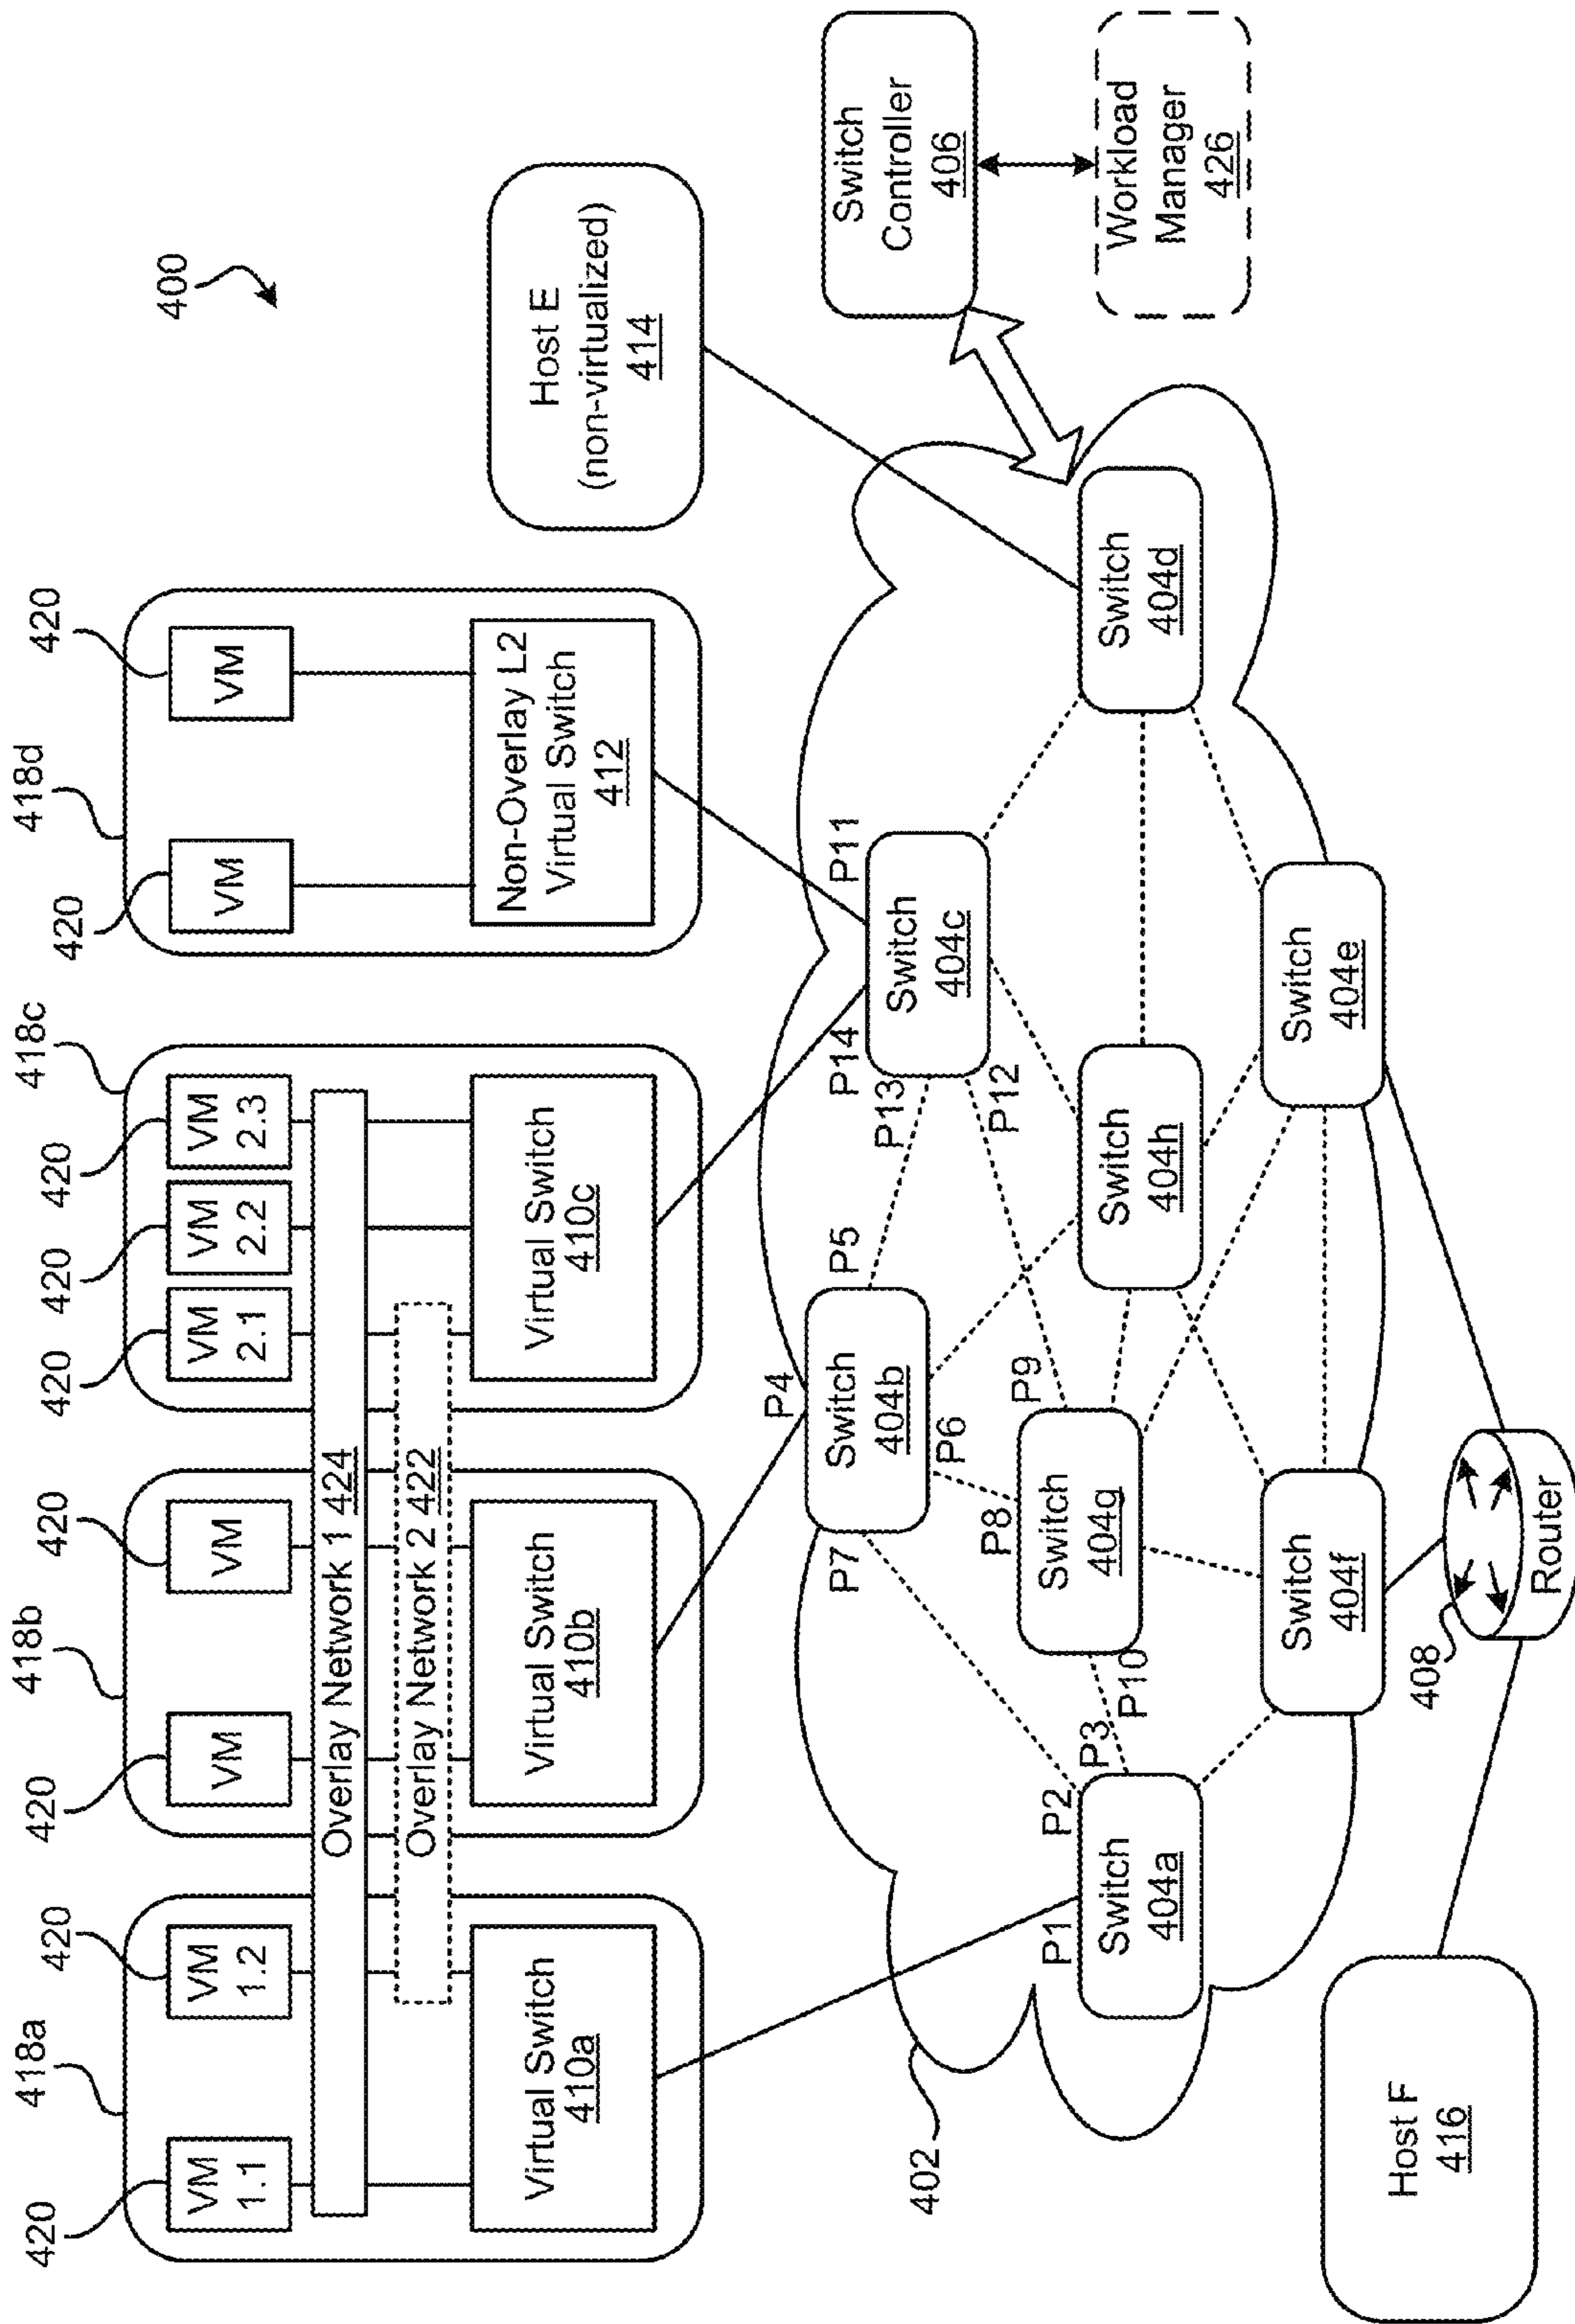 400
418a
418b
418c
418d
420
420
420
420
420
420
420
420
420
VM
1.1
VM
1.2
VM
VM
VM
2.1
VM
2.2
VM
2.3
VM
VM
Overlay Network 1 424
Overlay Network 2 422
Virtual Switch
410a
Virtual Switch
410b
Virtual Switch
410c
Non-Overlay L2
Virtual Switch
412
Host E
(non-virtualized)
414
Switch
Controller
406
Workload
Manager
426
402
P4
Switch
404b
P5
P6
P7
P14
P11
Switch
404c
P13
P12
P8
P9
Switch
404g
P10
P1
P2
P3
Switch
404a
Switch
404h
Switch
404d
Switch
404f
Switch
404e
408
Router
Host F
416